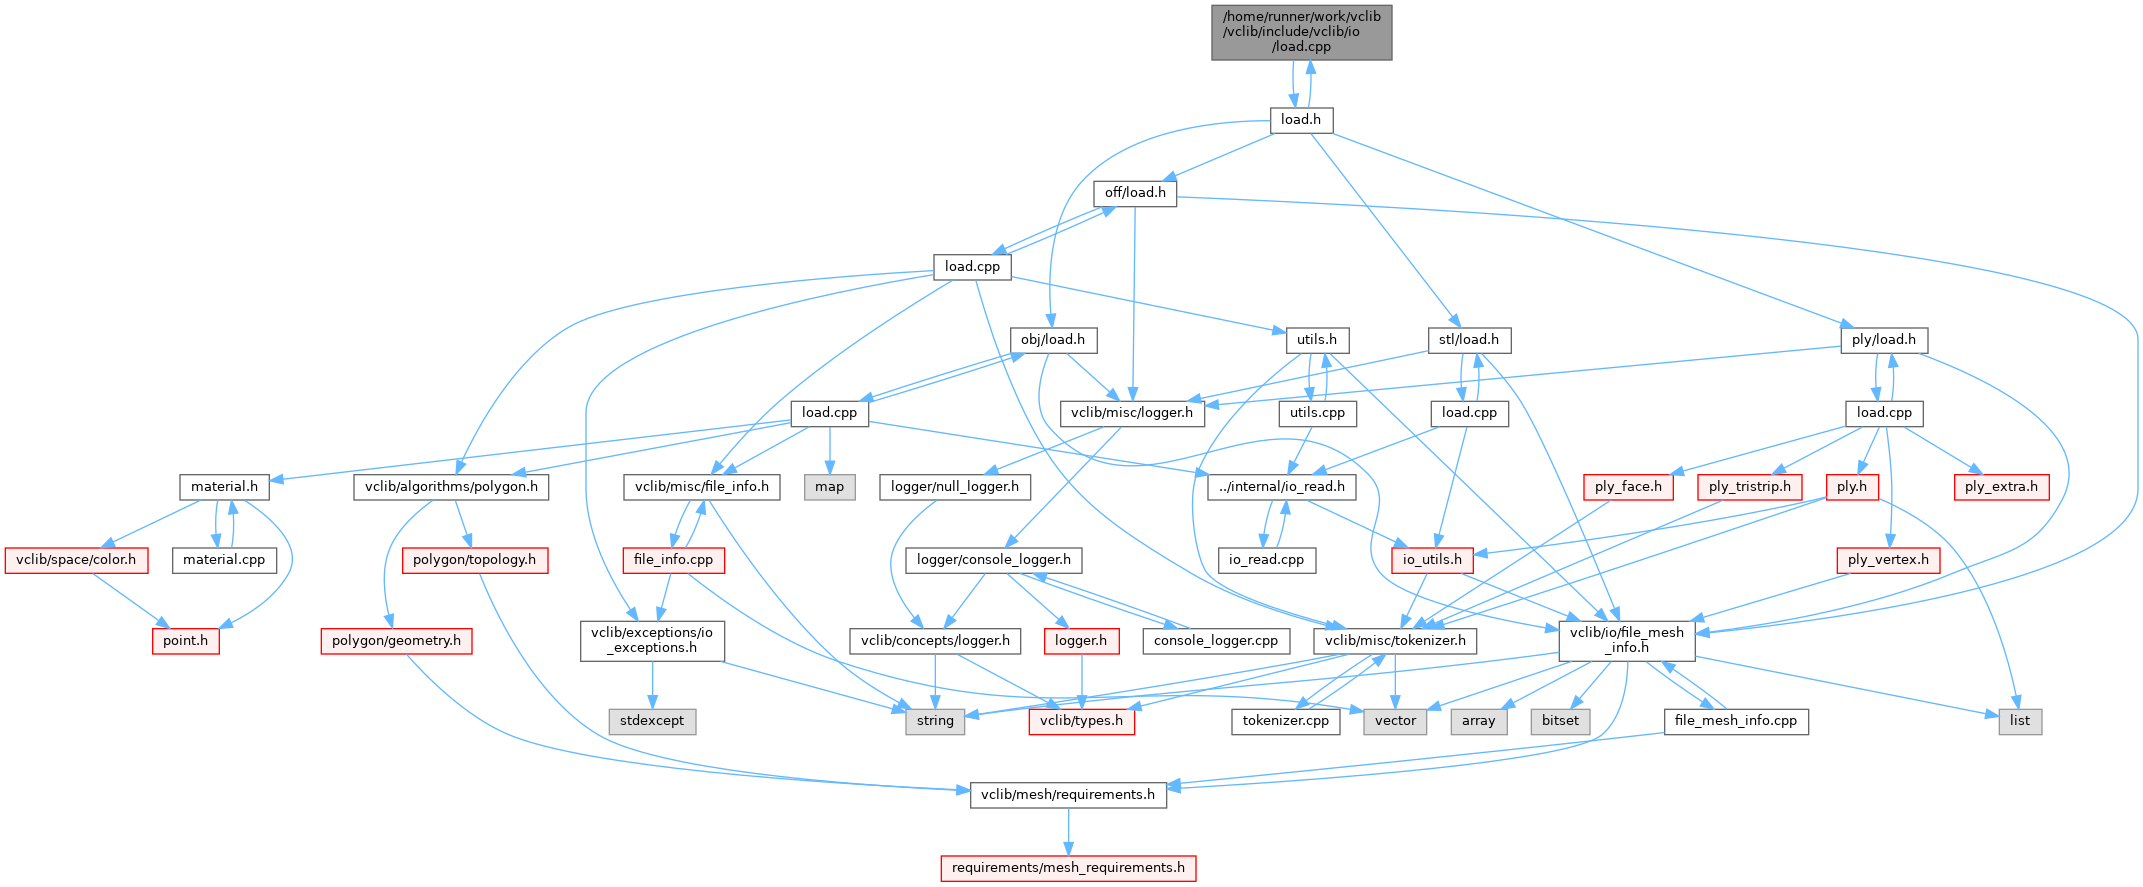 /home/runner/work/vclib
/vclib/include/vclib/io
/load.cpp
load.h
off/load.h
load.cpp
obj/load.h
utils.h
stl/load.h
ply/load.h
load.cpp
vclib/misc/logger.h
utils.cpp
load.cpp
load.cpp
material.h
vclib/algorithms/polygon.h
vclib/misc/file_info.h
map
logger/null_logger.h
../internal/io_read.h
ply_face.h
ply_tristrip.h
ply.h
ply_extra.h
vclib/space/color.h
material.cpp
polygon/topology.h
file_info.cpp
logger/console_logger.h
io_read.cpp
io_utils.h
ply_vertex.h
point.h
polygon/geometry.h
vclib/exceptions/io
_exceptions.h
vclib/concepts/logger.h
logger.h
console_logger.cpp
vclib/misc/tokenizer.h
vclib/io/file_mesh
_info.h
stdexcept
string
vclib/types.h
tokenizer.cpp
vector
array
bitset
file_mesh_info.cpp
list
vclib/mesh/requirements.h
requirements/mesh_requirements.h